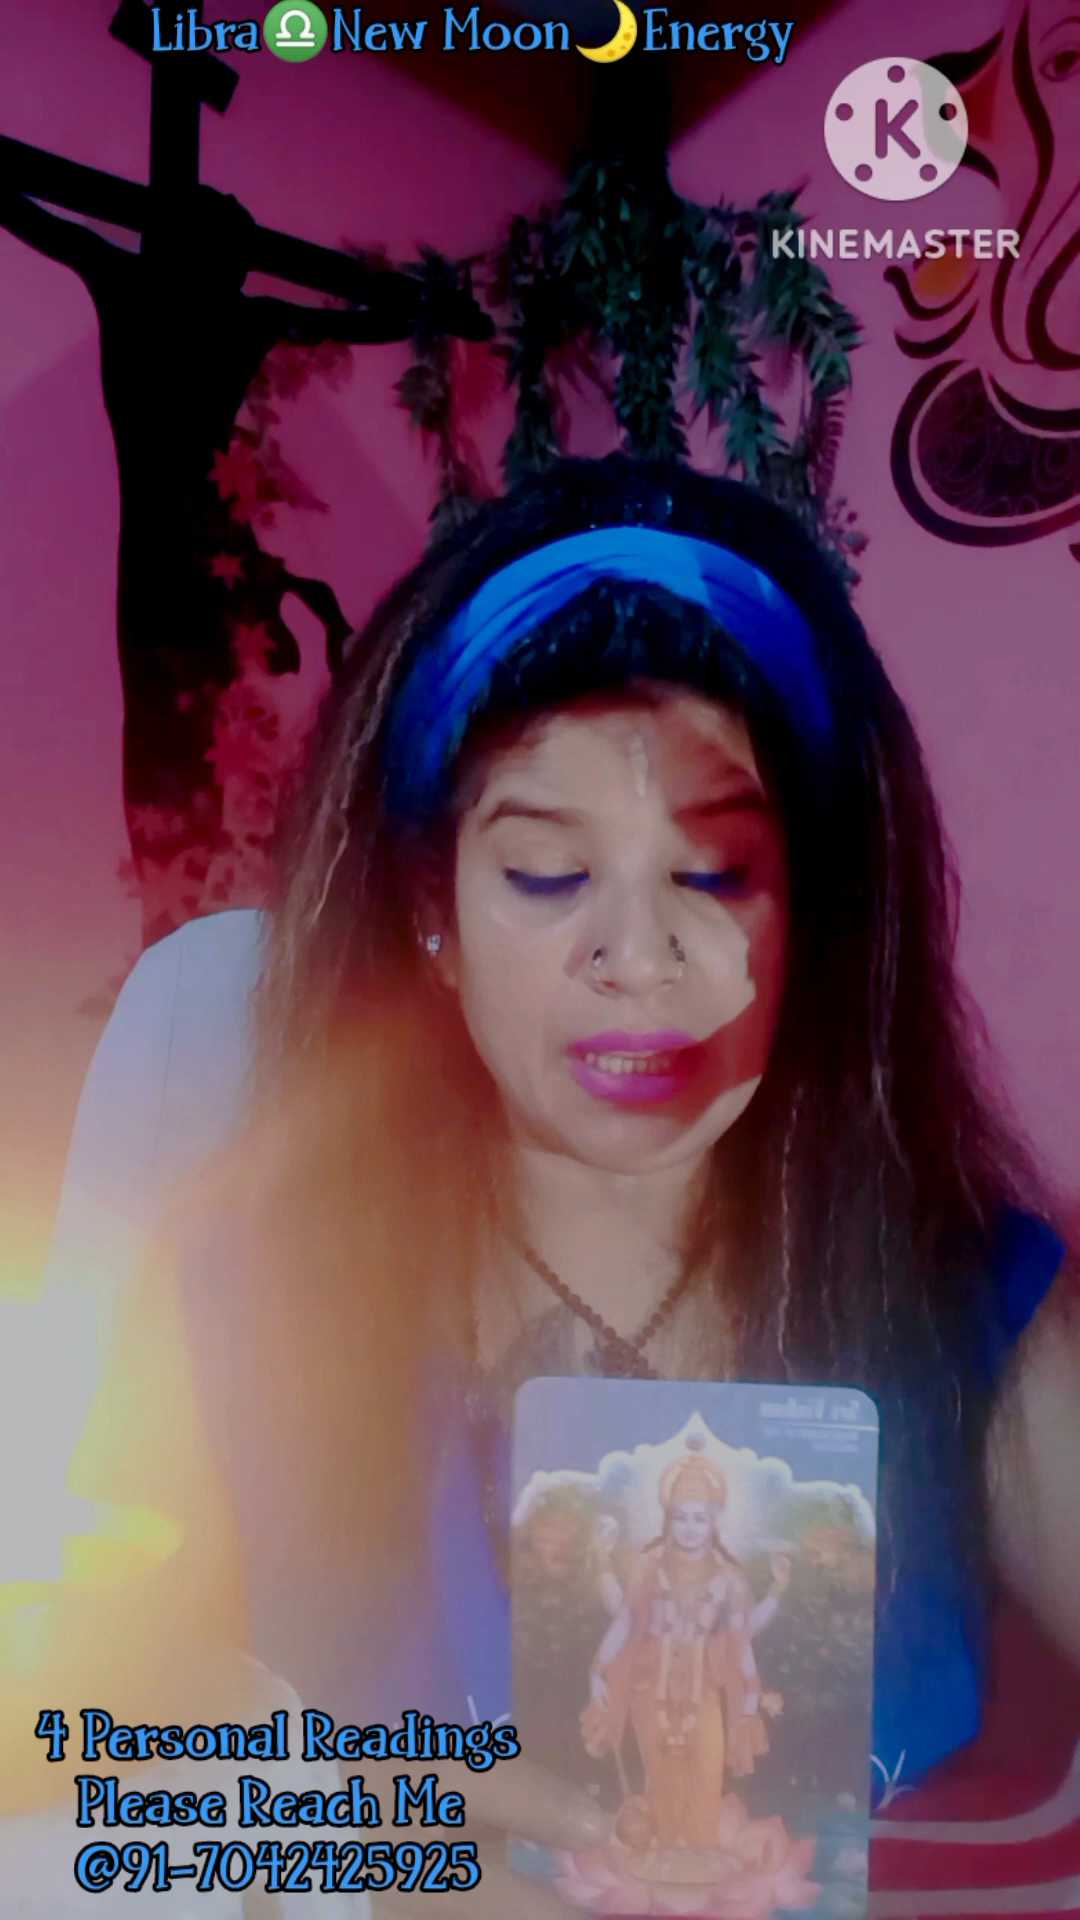 Libra♎New Moon🌙Energy
K
KINEMASTER
4 Personal Readings
Please Reach Me
@91-7042425925